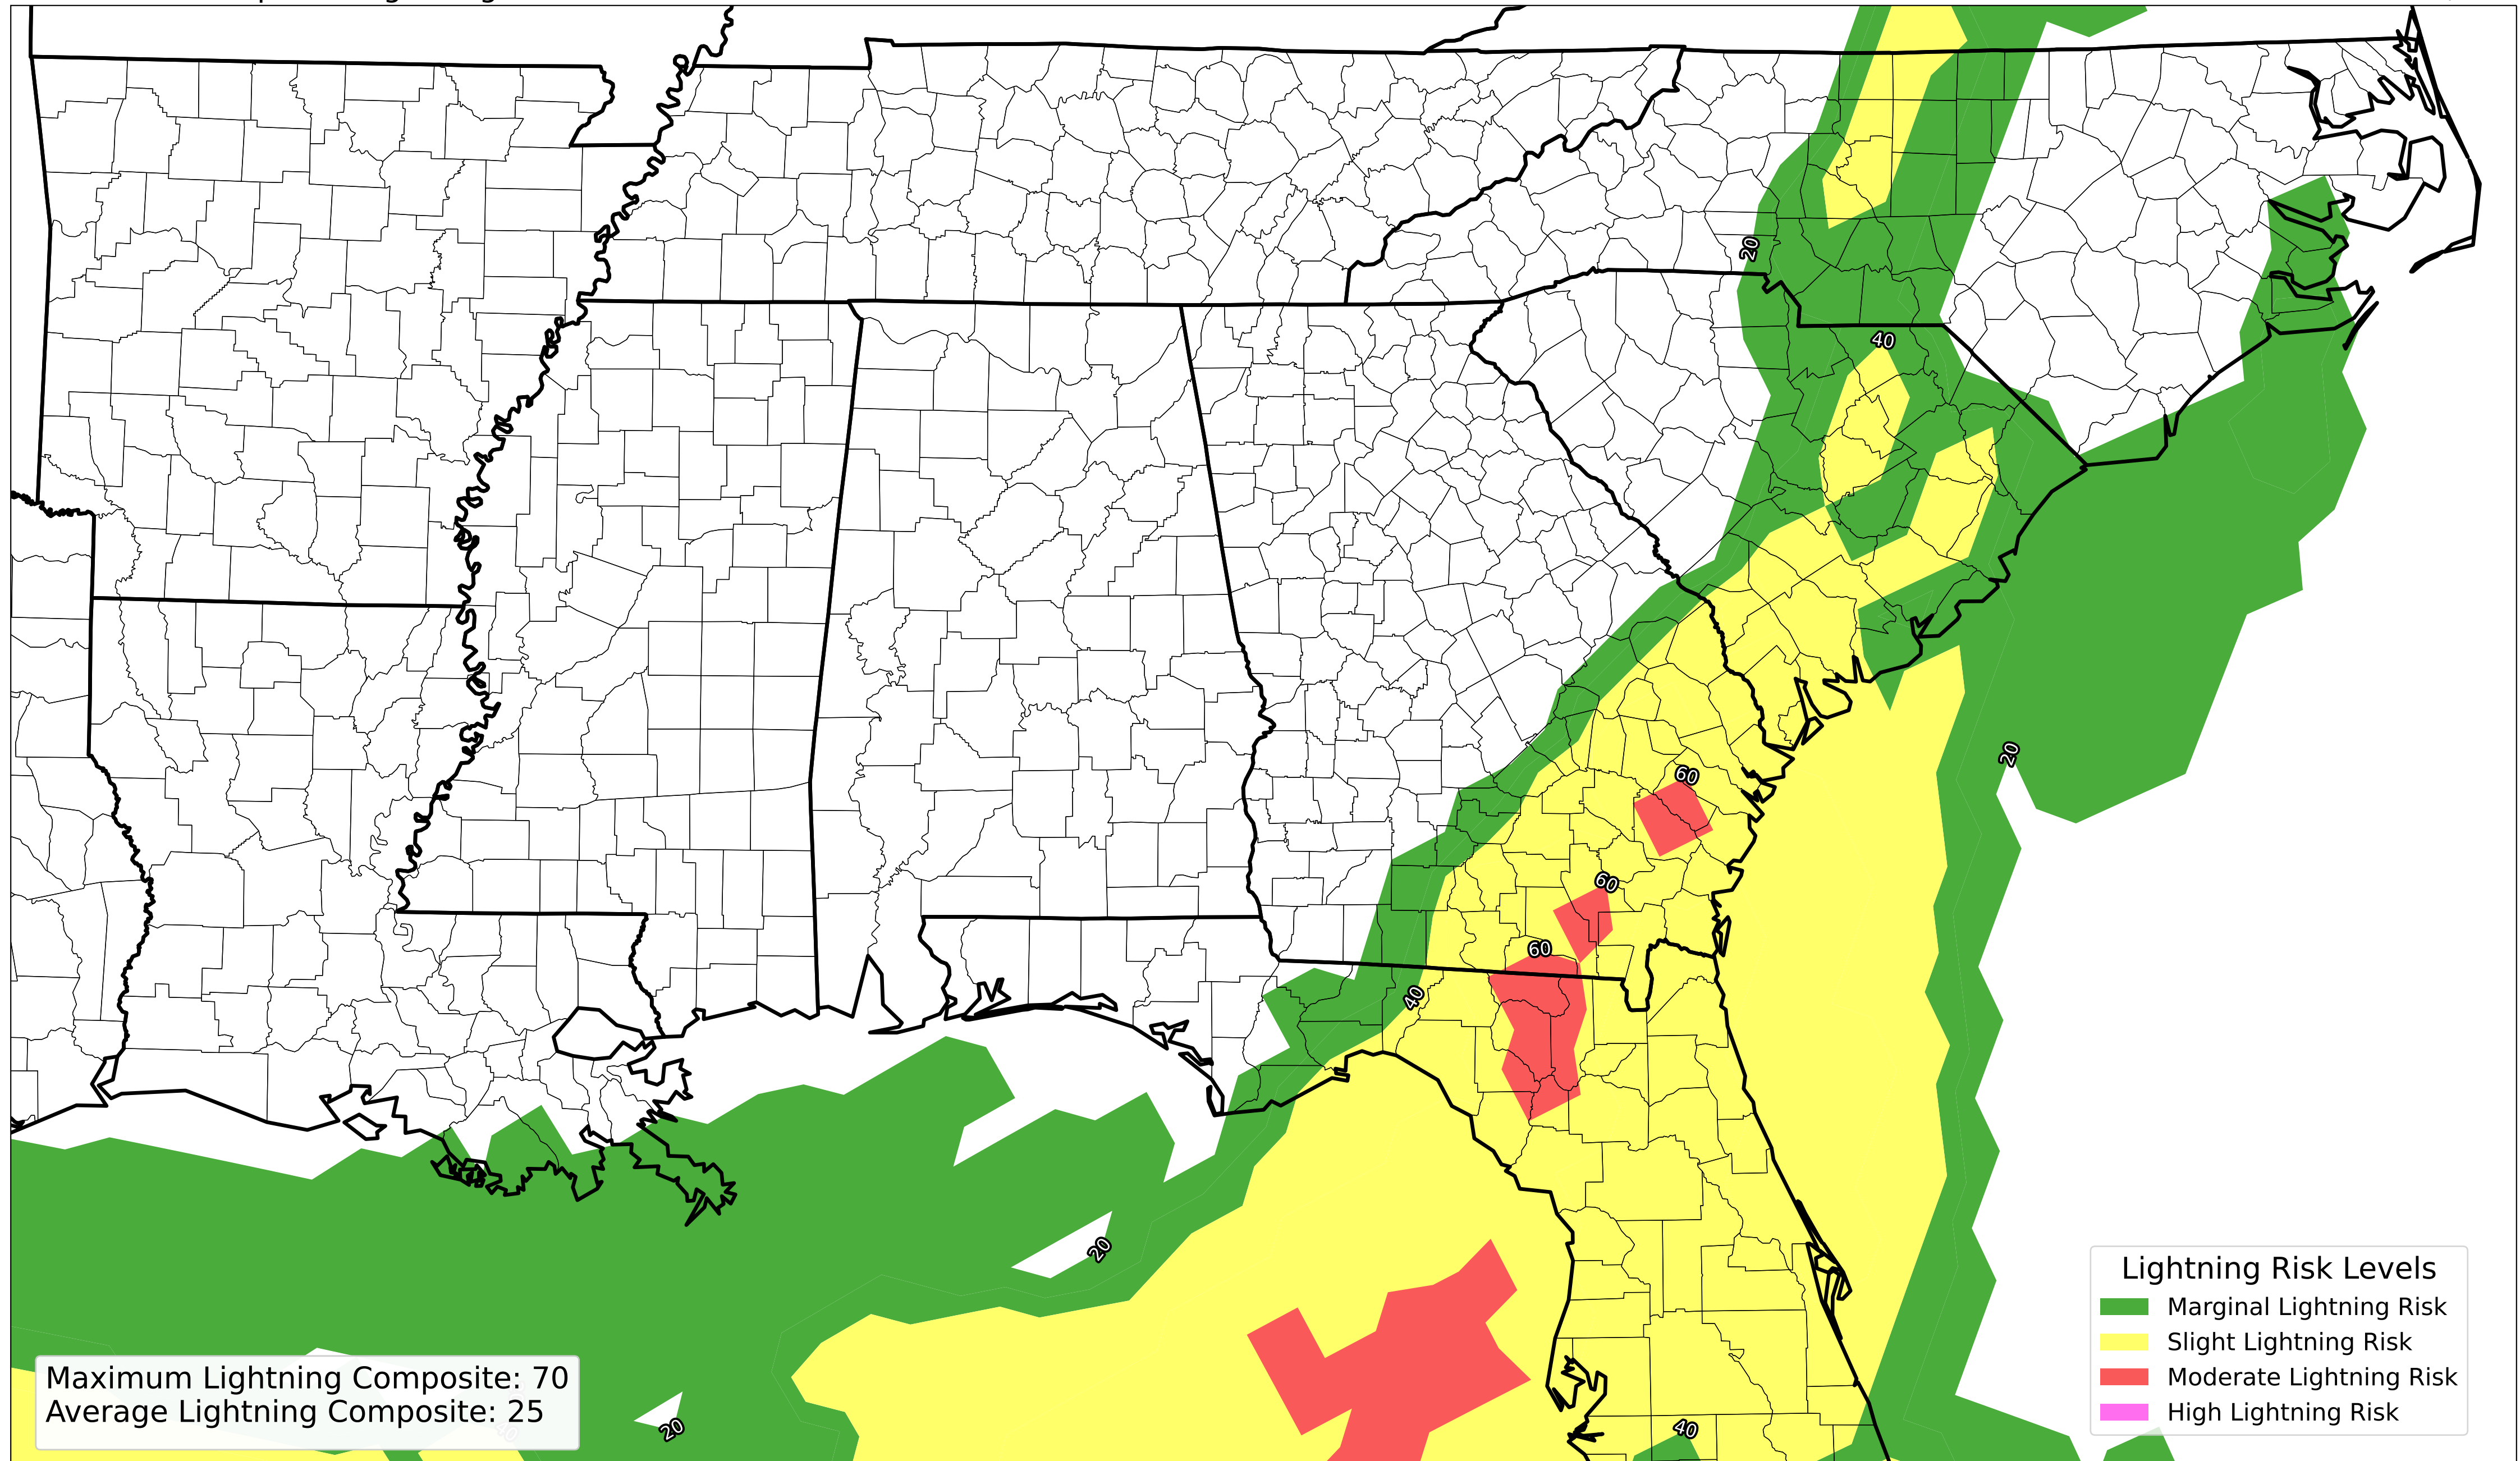 20
40
20
60
60
60
40
20
20
40
Lightning Risk Levels
Marginal Lightning Risk
Slight Lightning Risk
Moderate Lightning Risk
High Lightning Risk
Maximum Lightning Composite: 70
Average Lightning Composite: 25